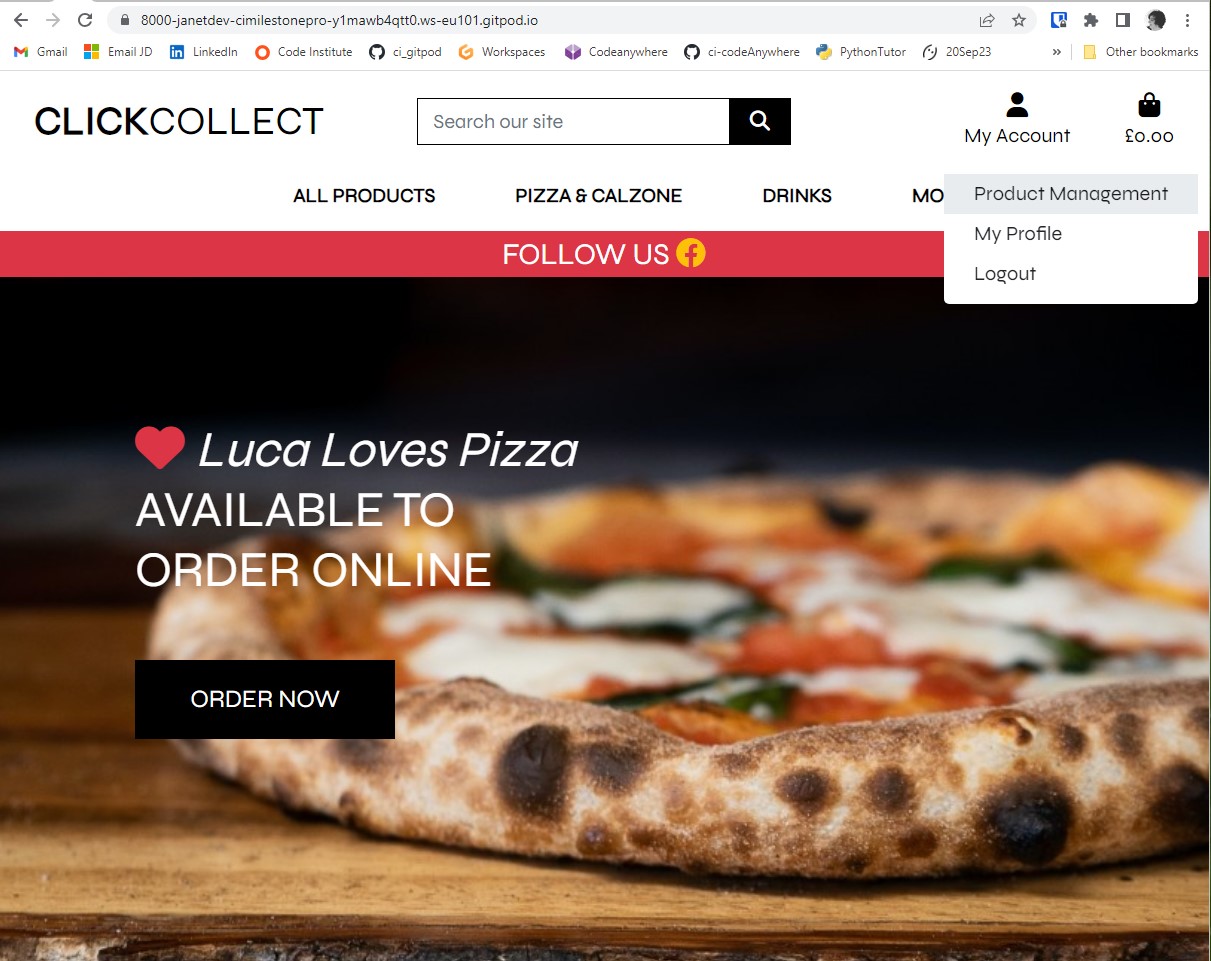 8000-janetdev-cimilestonepro-y1mawb4qtt0.ws-eu101.gitpod.io
Gmail Email JD LinkedIn Code Institute ci_gitpod Workspaces Codeanywhere ci-codeAnywhere PythonTutor 20Sep23 » Other bookmarks
CLICKCOLLECT
Search our site
My Account
£0.00
ALL PRODUCTS PIZZA & CALZONE DRINKS MO
Product Management
My Profile
Logout
FOLLOW US
Luca Loves Pizza
AVAILABLE TO
ORDER ONLINE
ORDER NOW